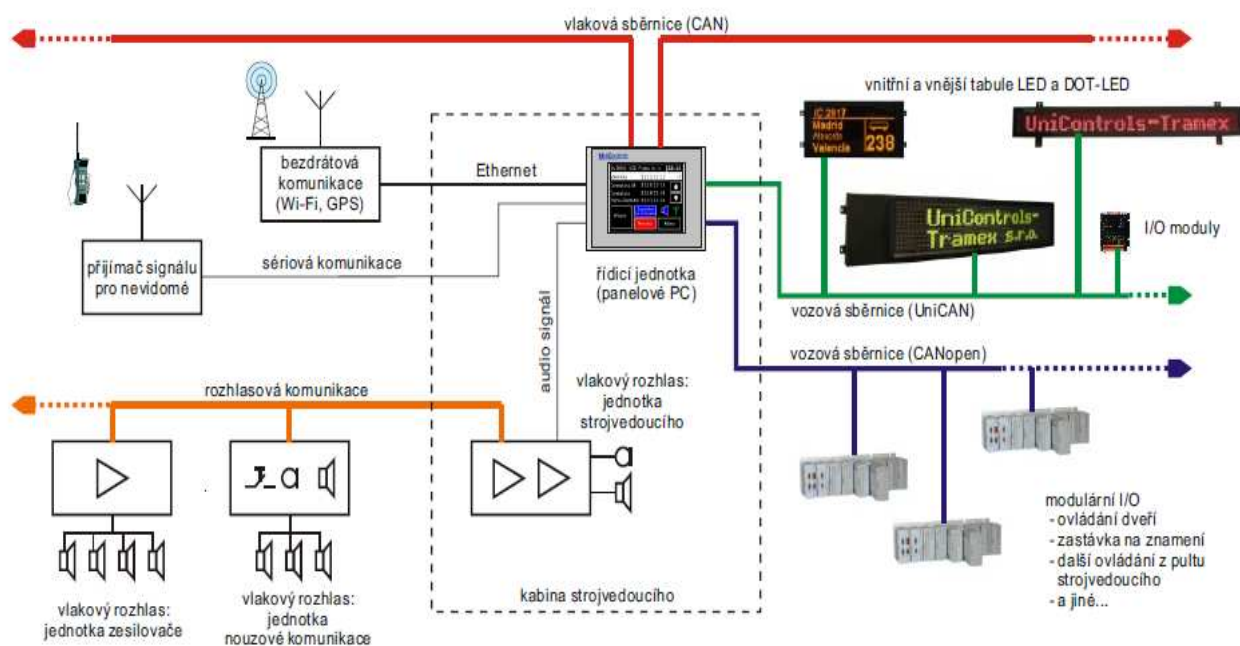 vlaková sběrnice (CAN)
vnitřní a vnější tabule LED a DOT-LED
IC 2817
Madrid
Albacete
Valencia
238
UniControls-Tramex
bezdrátová
komunikace
(Wi-Fi, GPS)
Ethernet
UniControls-
Tramex s.r.o.
I/O moduly
přijímač signálu
pro nevidomé
sériová komunikace
řídicí jednotka
(panelové PC)
vozová sběrnice (UniCAN)
audio signál
vozová sběrnice (CANopen)
rozhlasová komunikace
vlakový rozhlas:
jednotka
strojvedoucího
modulární I/O
- ovládání dveří
- zastávka na znamení
- další ovládání z pultu
strojvedoucího
- a jiné...
kabina strojvedoucího
vlakový rozhlas:
jednotka zesilovače
vlakový rozhlas:
jednotka
nouzové komunikace